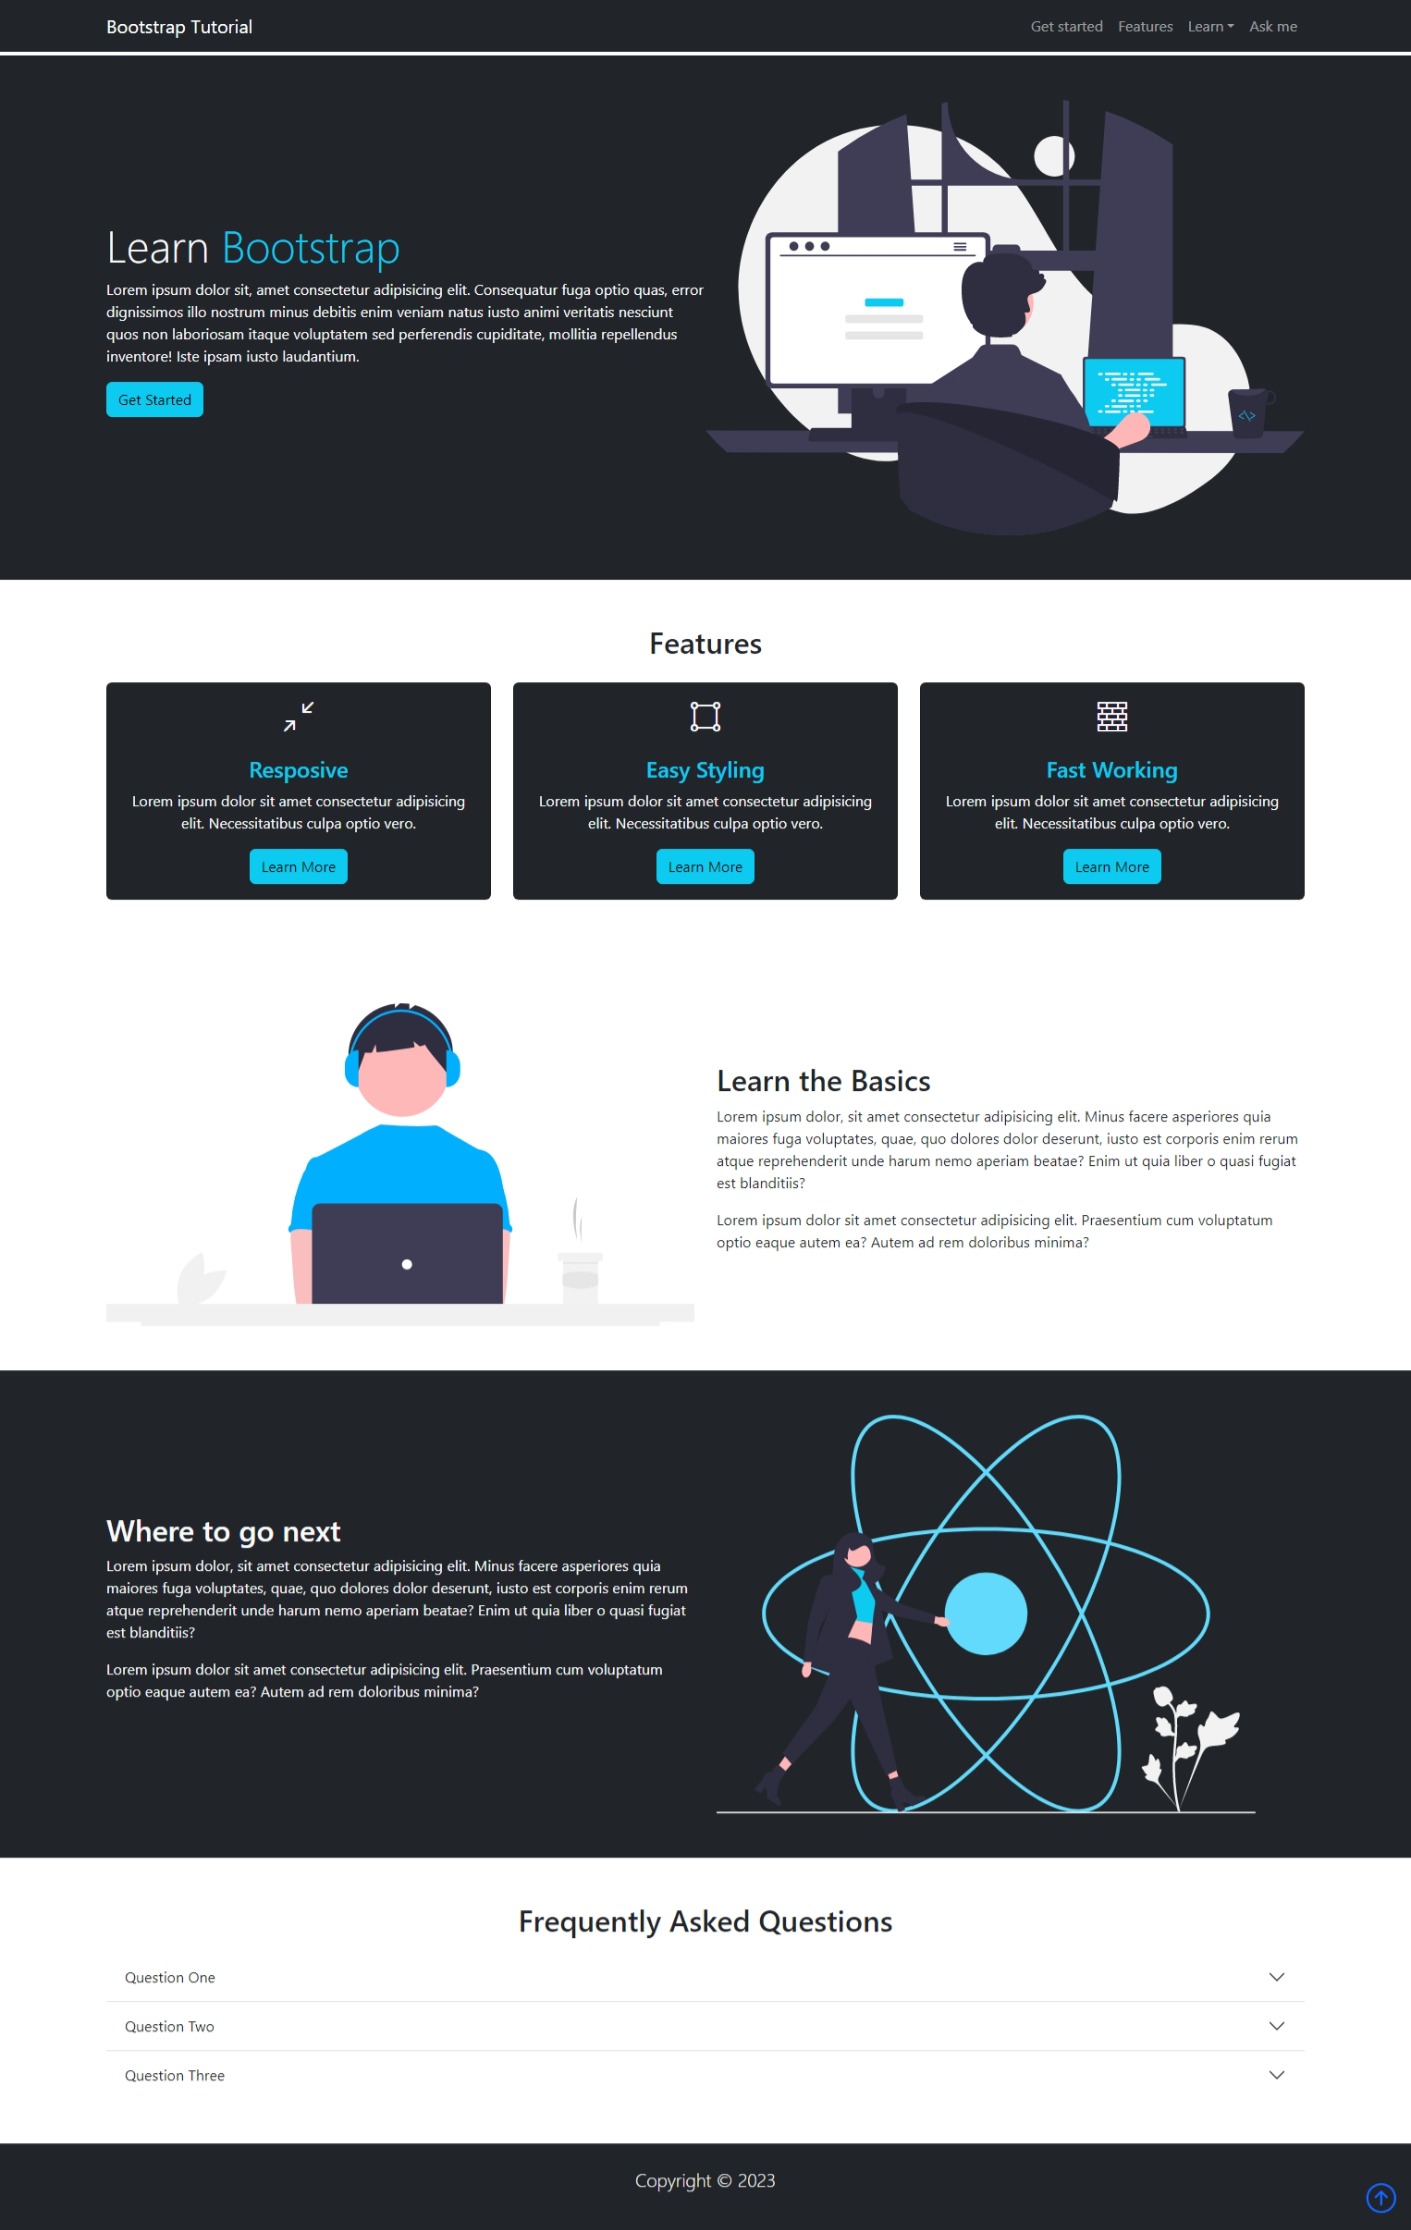 Bootstrap Tutorial
Get started Features Learn Ask me
Learn Bootstrap
Lorem ipsum dolor sit, amet consectetur adipisicing elit. Consequatur fuga optio quas, error
dignissimos illo nostrum minus debitis enim veniam natus iusto animi veritatis nesciunt
quos non laboriosam itaque voluptatem sed perferendis cupiditate, mollitia repellendus
inventore! Iste ipsam iusto laudantium.
Get Started
</>
Features
Resposive
Lorem ipsum dolor sit amet consectetur adipisicing
elit. Necessitatibus culpa optio vero.
Learn More
Easy Styling
Lorem ipsum dolor sit amet consectetur adipisicing
elit. Necessitatibus culpa optio vero.
Learn More
Fast Working
Lorem ipsum dolor sit amet consectetur adipisicing
elit. Necessitatibus culpa optio vero.
Learn More
Learn the Basics
Lorem ipsum dolor, sit amet consectetur adipisicing elit. Minus facere asperiores quia
maiores fuga voluptates, quae, quo dolores dolor deserunt, iusto est corporis enim rerum
atque reprehenderit unde harum nemo aperiam beatae? Enim ut quia liber o quasi fugiat
est blanditiis?
Lorem ipsum dolor sit amet consectetur adipisicing elit. Praesentium cum voluptatum
optio eaque autem ea? Autem ad rem doloribus minima?
Where to go next
Lorem ipsum dolor, sit amet consectetur adipisicing elit. Minus facere asperiores quia
maiores fuga voluptates, quae, quo dolores dolor deserunt, iusto est corporis enim rerum
atque reprehenderit unde harum nemo aperiam beatae? Enim ut quia liber o quasi fugiat
est blanditiis?
Lorem ipsum dolor sit amet consectetur adipisicing elit. Praesentium cum voluptatum
optio eaque autem ea? Autem ad rem doloribus minima?
Frequently Asked Questions
Question One
Question Two
Question Three
Copyright © 2023